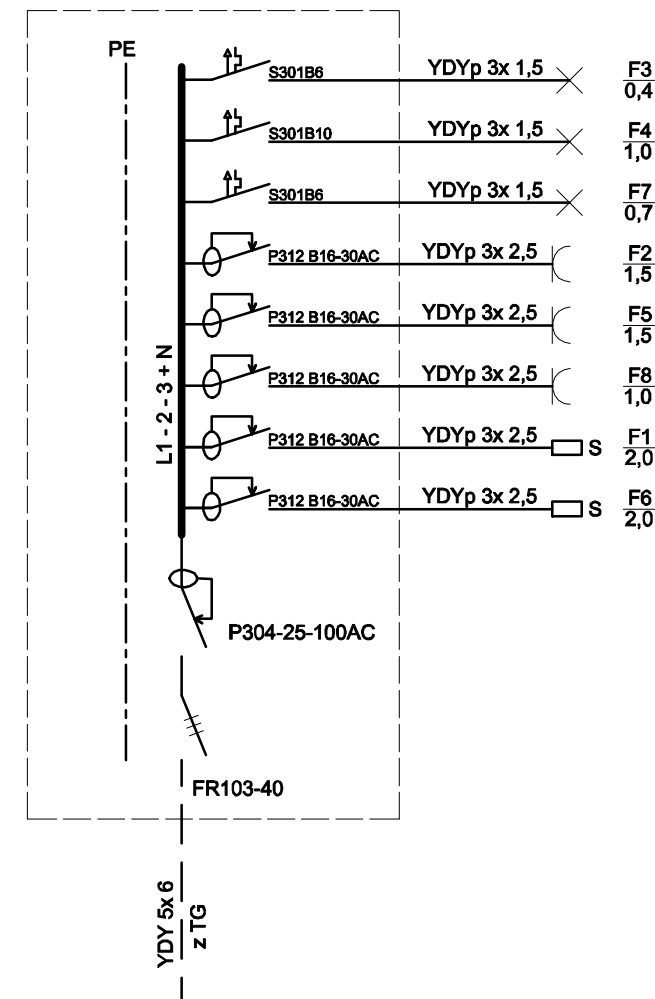 PE
S301B6 YDYp 3x 1,5 F3
0,4
S301B10 YDYp 3x 1,5 F4
1,0
S301B6 YDYp 3x 1,5 F7
0,7
P312 B16-30AC YDYp 3x 2,5 F2
1,5
P312 B16-30AC YDYp 3x 2,5 F5
1,5
P312 B16-30AC YDYp 3x 2,5 F8
1,0
P312 B16-30AC YDYp 3x 2,5 S F1
2,0
P312 B16-30AC YDYp 3x 2,5 S F6
2,0
L1 - 2 - 3 + N
P304-25-100AC
FR103-40
YDY 5x 6
z TG